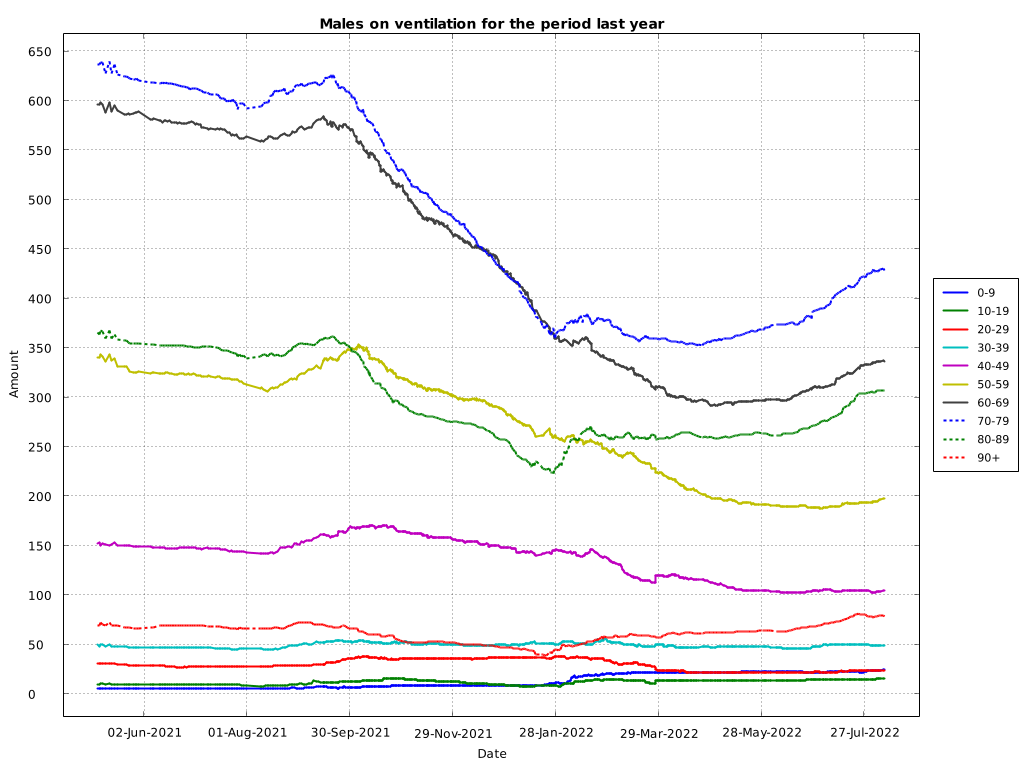 Males on ventilation for the period last year
650
600
550
500
450
400
350
300
250
200
150
100
50
0
Amount
02-Jun-2021
01-Aug-2021
30-Sep-2021
29-Nov-2021
28-Jan-2022
29-Mar-2022
28-May-2022
27-Jul-2022
Date
0-9
10-19
20-29
30-39
40-49
50-59
60-69
70-79
80-89
90+